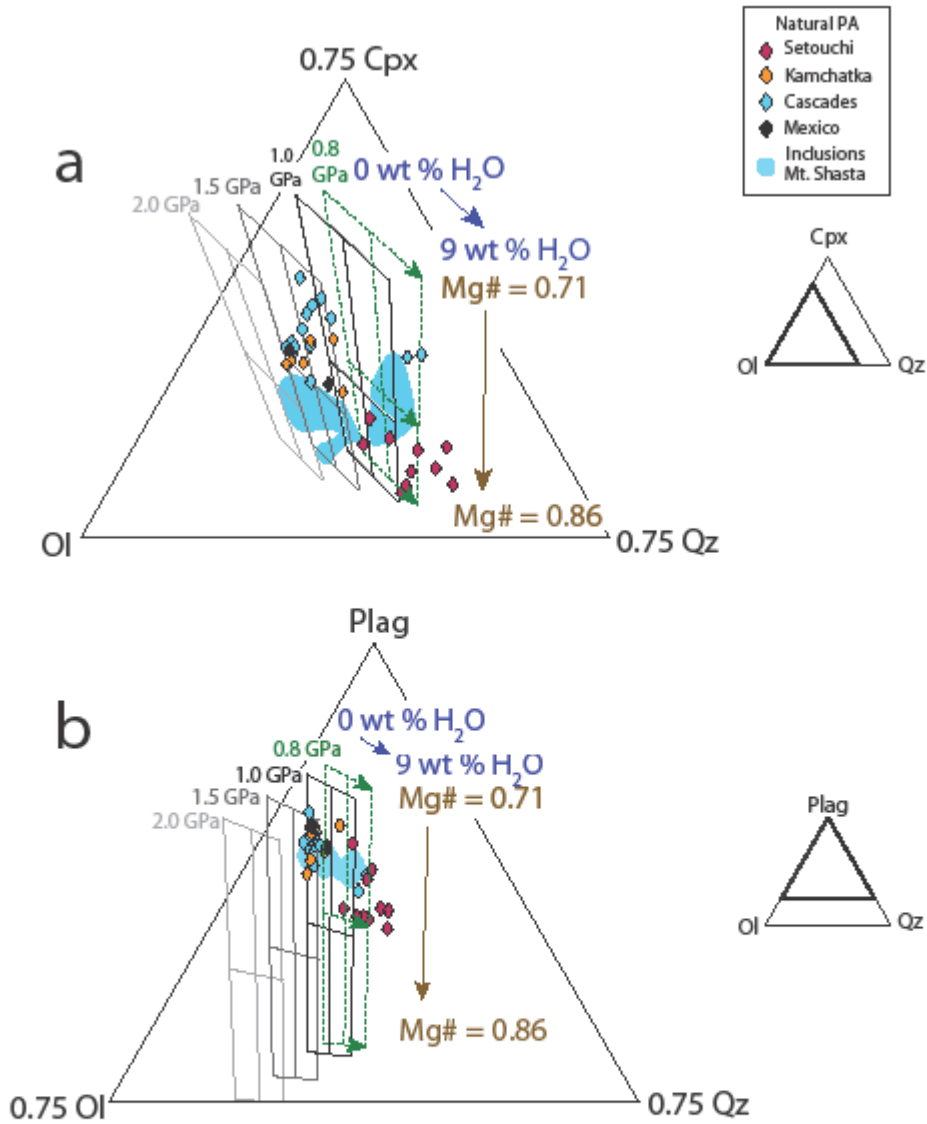 Natural PA
Setouchi
Kamchatka
Cascades
Mexico
Inclusions
Mt. Shasta
a
0.75 Cpx
0.8
GPa
1.0
GPa
1.5 GPa
2.0 GPa
0 wt % H₂O
9 wt % H₂O
Mg# = 0.71
Mg# = 0.86
Ol
0.75 Qz
Cpx
Ol
Qz
b
Plag
0 wt % H₂O
0.8 GPa
9 wt % H₂O
1.0 GPa
Mg# = 0.71
1.5 GPa
2.0 GPa
Mg# = 0.86
0.75 Ol
0.75 Qz
Plag
Ol
Qz